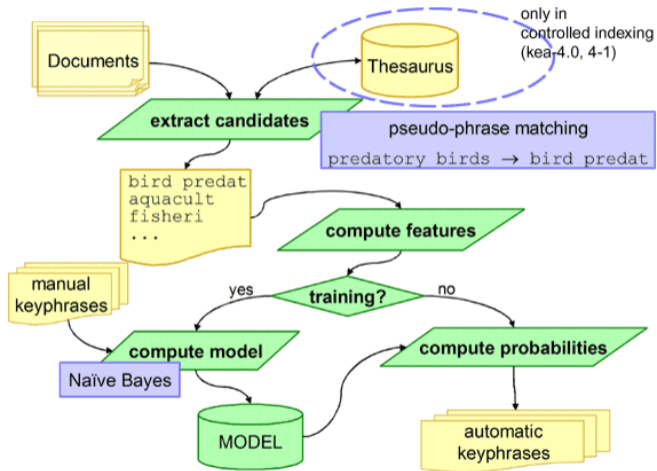 only in
controlled indexing
(kea-4.0, 4-1)
Documents
Thesaurus
extract candidates
pseudo-phrase matching
predatory birds → bird predat
bird predat
aquacult
fisheri
...
compute features
manual
keyphrases
yes
training?
no
compute model
compute probabilities
Naïve Bayes
MODEL
automatic
keyphrases